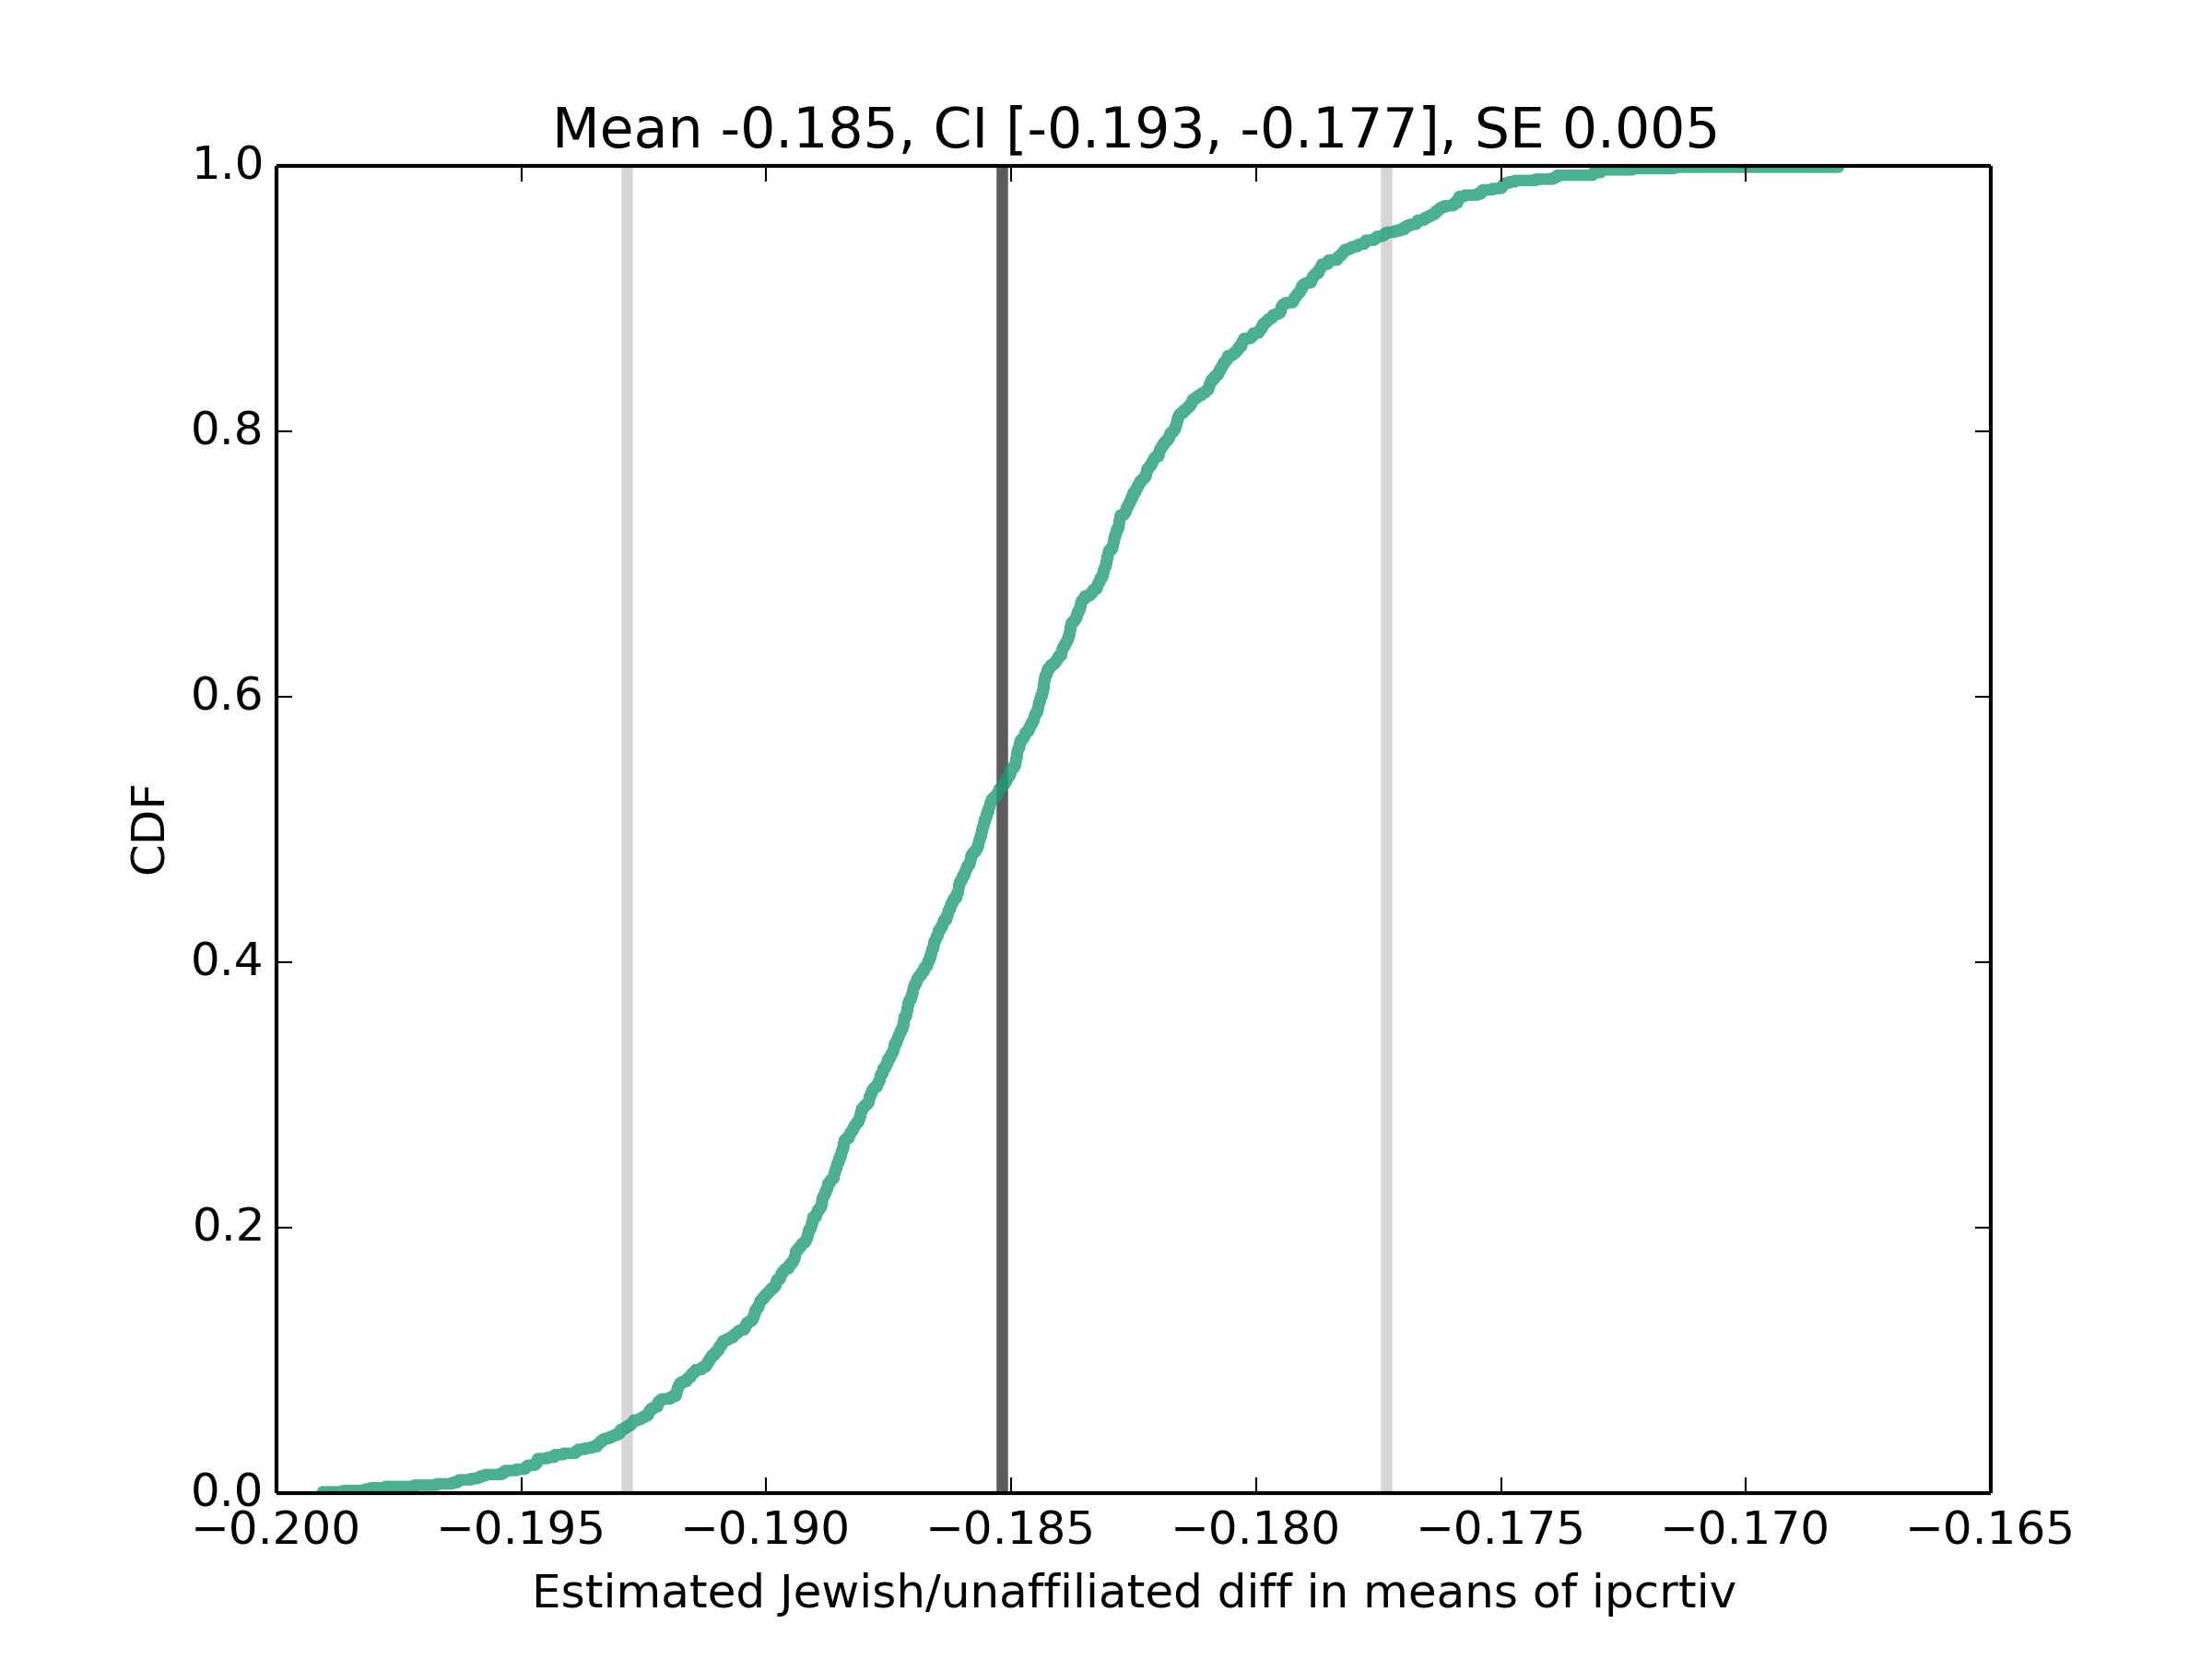 Mean -0.185, CI [-0.193, -0.177], SE 0.005
1.0
0.8
0.6
0.4
0.2
0.0
CDF
−0.200 −0.195 −0.190 −0.185 −0.180 −0.175 −0.170 −0.165
Estimated Jewish/unaffiliated diff in means of ipcrtiv